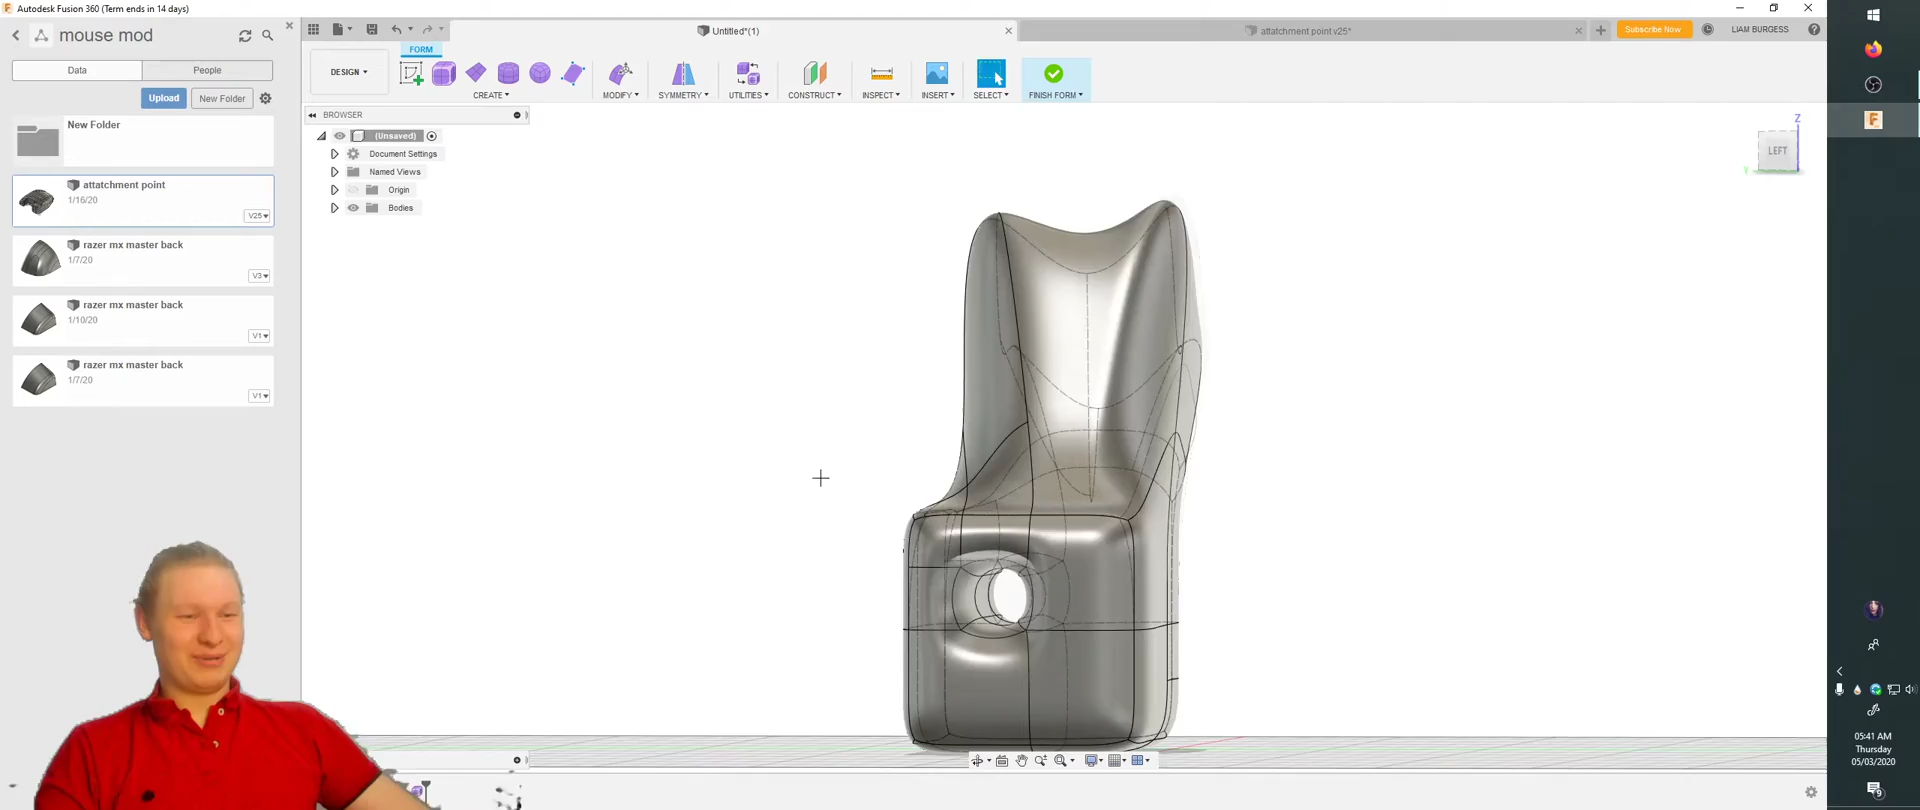 Autodesk Fusion 360 (Term ends in 14 days)
mouse mod
Data
People
Upload
New Folder
New Folder
attatchment point
1/16/20
V25
razer mx master back
1/7/20
V3
razer mx master back
1/10/20
V1
razer mx master back
1/7/20
V1
Untitled*(1)
attatchment point v25*
Subscribe Now
LIAM BURGESS
FORM
DESIGN
CREATE
MODIFY
SYMMETRY
UTILITIES
CONSTRUCT
INSPECT
INSERT
SELECT
FINISH FORM
BROWSER
(Unsaved)
Document Settings
Named Views
Origin
Bodies
Z
LEFT
Y
05:41 AM
Thursday
05/03/2020
9